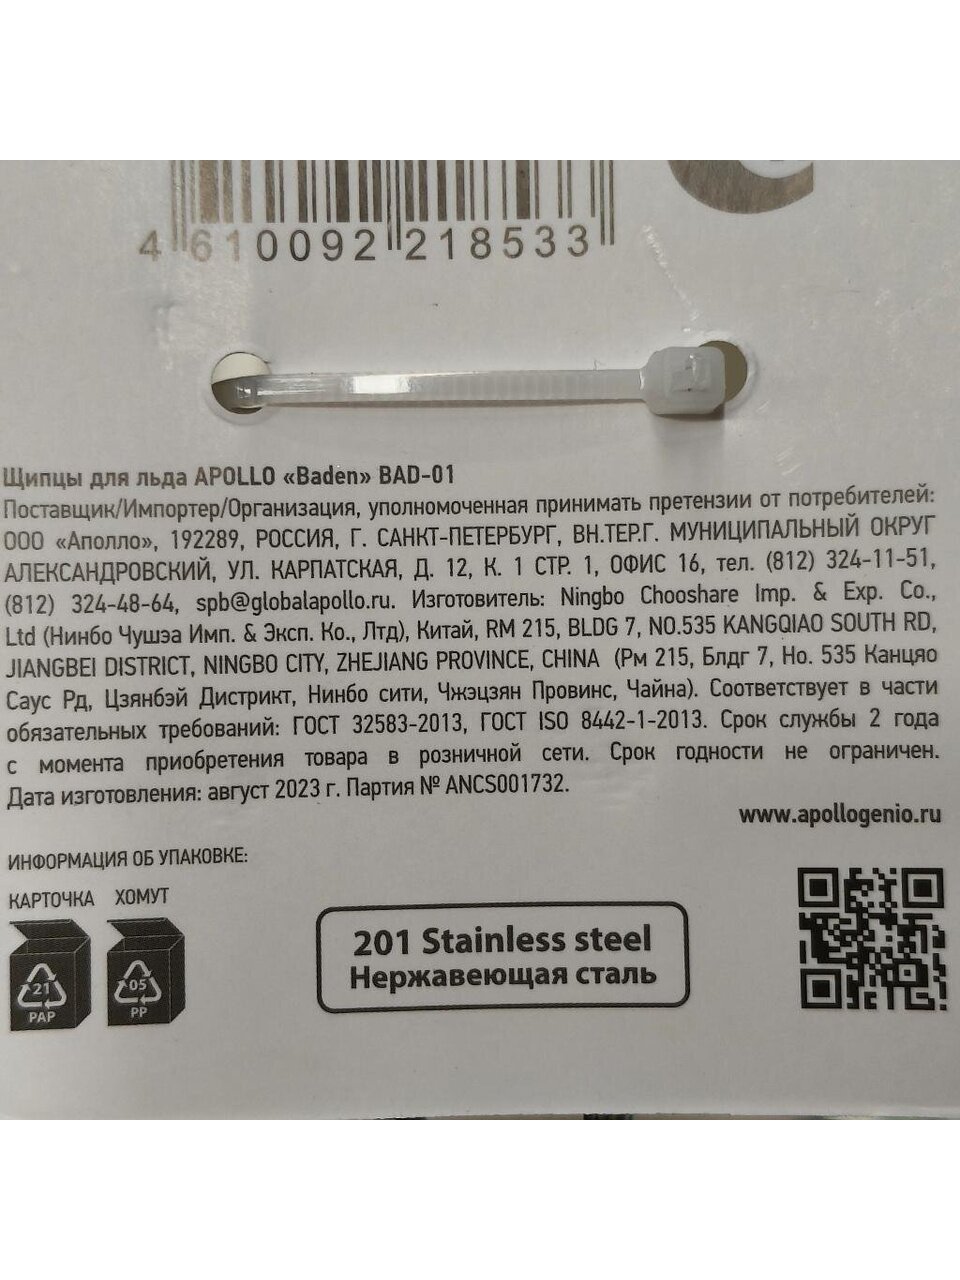 4 610092 218533
Щипцы для льда APOLLO «Baden» BAD-01
Поставщик/Импортер/Организация, уполномоченная принимать претензии от потребителей:
ООО «Аполло», 192289, РОССИЯ, Г. САНКТ-ПЕТЕРБУРГ, ВН.ТЕР.Г. МУНИЦИПАЛЬНЫЙ ОКРУГ
АЛЕКСАНДРОВСКИЙ, УЛ. КАРПАТСКАЯ, Д. 12, К. 1 СТР. 1, ОФИС 16, тел. (812) 324-11-51,
(812) 324-48-64, spb@globalapollo.ru. Изготовитель: Ningbo Chooshare Imp. & Exp. Co.,
Ltd (Нинбо Чушэа Имп. & Эксп. Ко., Лтд), Китай, RM 215, BLDG 7, NO.535 KANGQIAO SOUTH RD,
JIANGBEI DISTRICT, NINGBO CITY, ZHEJIANG PROVINCE, CHINA (Рм 215, Блдг 7, Но. 535 Канцяо
Саус Рд, Цзянбэй Дистрикт, Нинбо сити, Чжэцзян Провинс, Чайна). Соответствует в части
обязательных требований: ГОСТ 32583-2013, ГОСТ ISO 8442-1-2013. Срок службы 2 года
с момента приобретения товара в розничной сети. Срок годности не ограничен.
Дата изготовления: август 2023 г. Партия № ANCS001732.
www.apollogenio.ru
ИНФОРМАЦИЯ ОБ УПАКОВКЕ:
КАРТОЧКА ХОМУТ
21 05
PAP PP
201 Stainless steel
Нержавеющая сталь